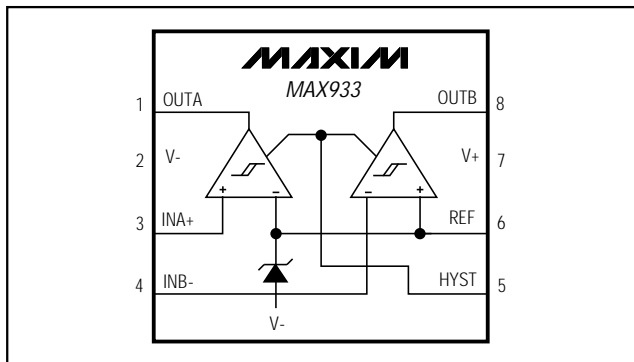 MAXIM
MAX933
1 OUTA OUTB 8
2 V- V+ 7
+ - - +
3 INA+ REF 6
4 INB- HYST 5
V-